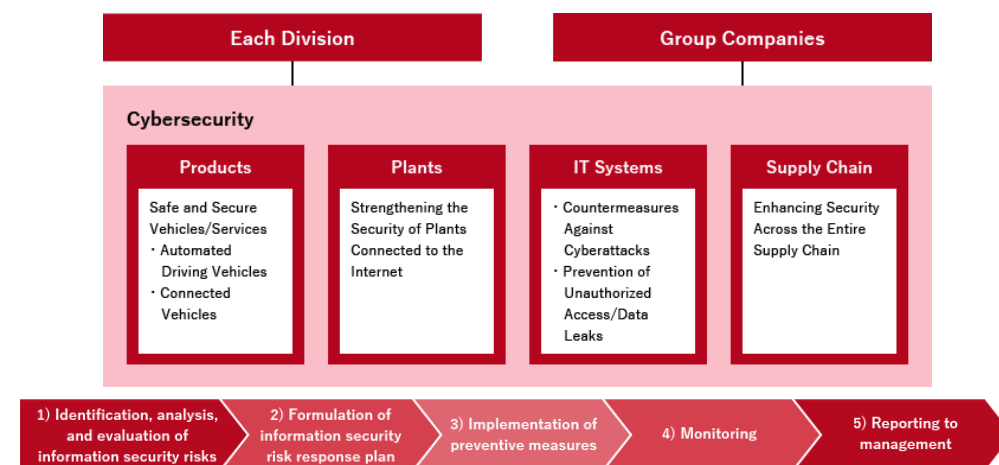 Each Division
Group Companies
Cybersecurity
Products
Safe and Secure
Vehicles/Services
・Automated
Driving Vehicles
・Connected
Vehicles
Plants
Strengthening the
Security of Plants
Connected to the
Internet
IT Systems
・Countermeasures
Against
Cyberattacks
・Prevention of
Unauthorized
Access/Data
Leaks
Supply Chain
Enhancing Security
Across the Entire
Supply Chain
1) Identification, analysis,
and evaluation of
information security risks
2) Formulation of
information security
risk response plan
3) Implementation of
preventive measures
4) Monitoring
5) Reporting to
management